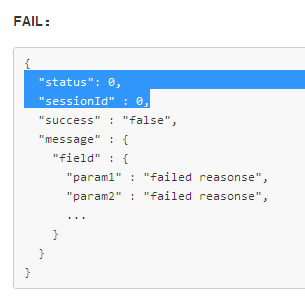 FAIL：
{
"status": 0,
"sessionId" : 0,
"success" : "false",
"message" : {
"field" : {
"param1" : "failed reasonse",
"param2" : "failed reasonse",
...
}
}
}